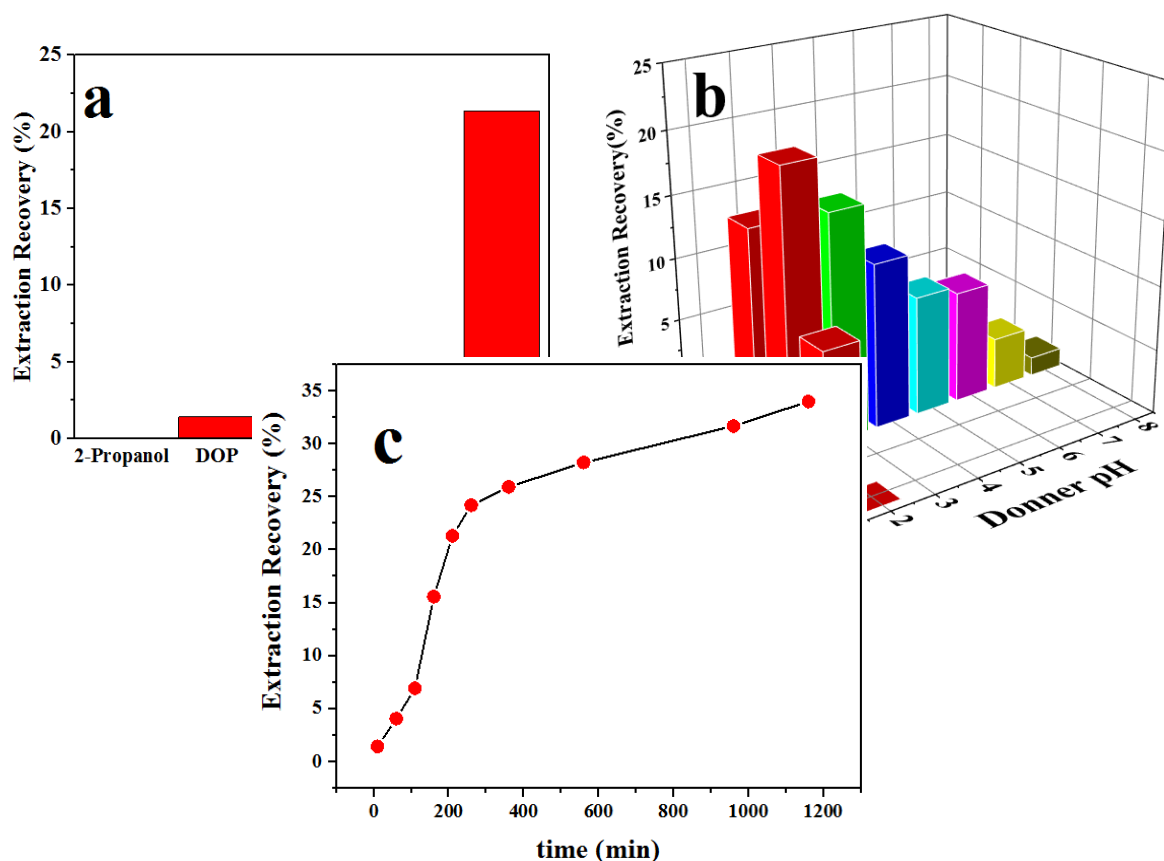 a
Extraction Recovery (%)
25
20
15
10
5
0
2-Propanol DOP
b
Extraction Recovery(%)
25
20
15
10
5
2 3 4 5 6 7 8
Donner pH
c
Extraction Recovery (%)
35
30
25
20
15
10
5
0
0 200 400 600 800 1000 1200
time (min)